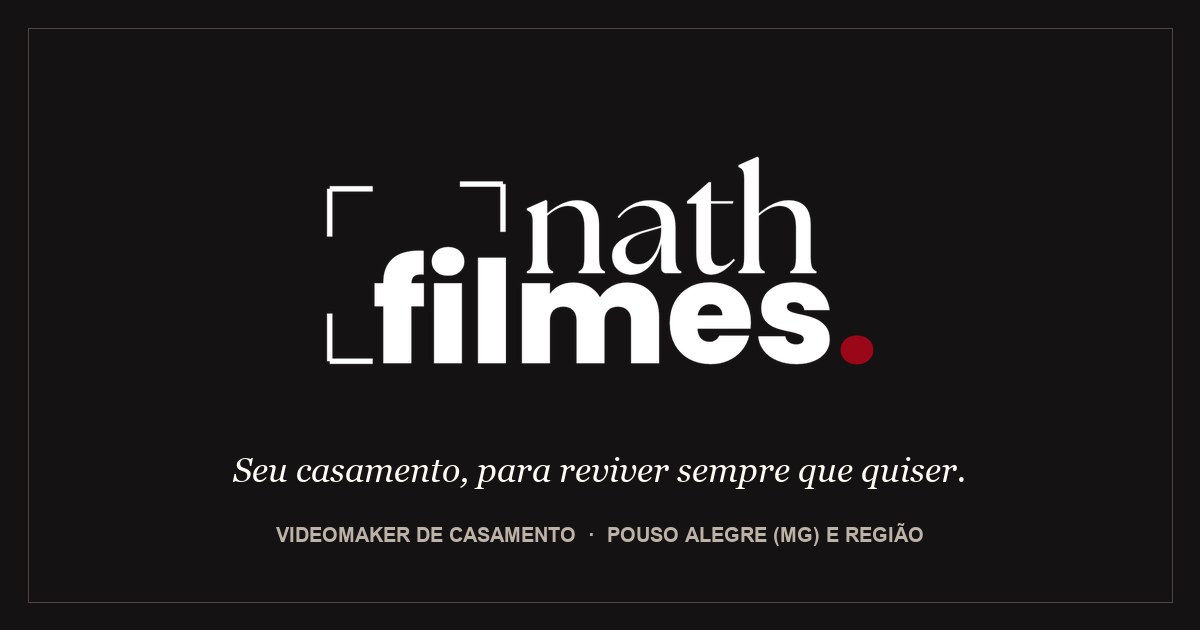 nath
filmes.
Seu casamento, para reviver sempre que quiser.
VIDEOMAKER DE CASAMENTO · POUSO ALEGRE (MG) E REGIÃO